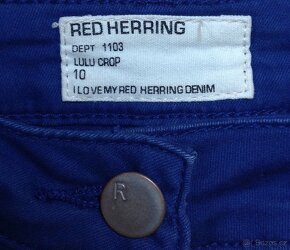 RED HERRING
DEPT 1103
LULU CROP
10
I LOVE MY RED HERRING DENIM
R